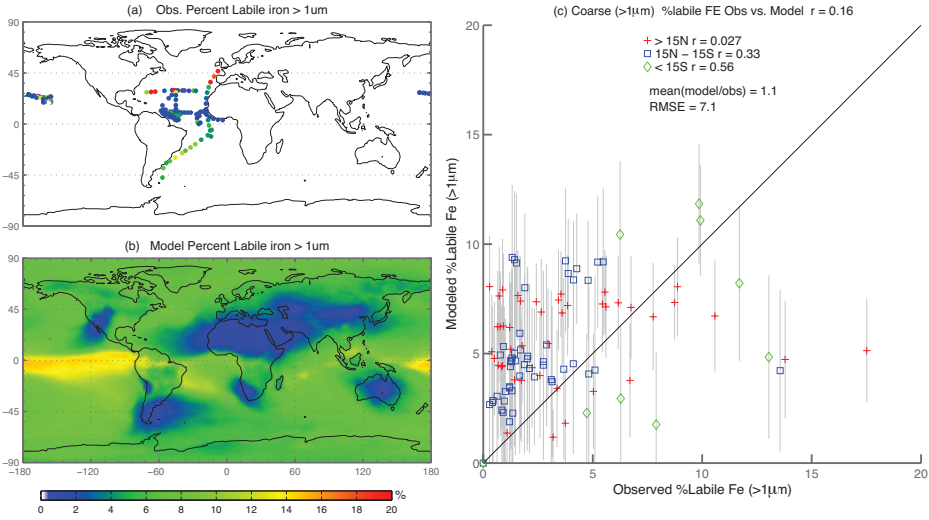 (a) Obs. Percent Labile iron > 1um
90
45
0
−45
−90
(b) Model Percent Labile iron > 1um
90
45
0
−45
−90
−180 −120 −60 0 60 120 180
0 2 4 6 8 10 12 14 16 18 20 %
(c) Coarse (>1μm) %labile FE Obs vs. Model r = 0.16
> 15N r = 0.027
15N − 15S r = 0.33
< 15S r = 0.56
mean(model/obs) = 1.1
RMSE = 7.1
Modeled %Labile Fe (>1μm)
20
15
10
5
0
0 5 10 15 20
Observed %Labile Fe (>1μm)